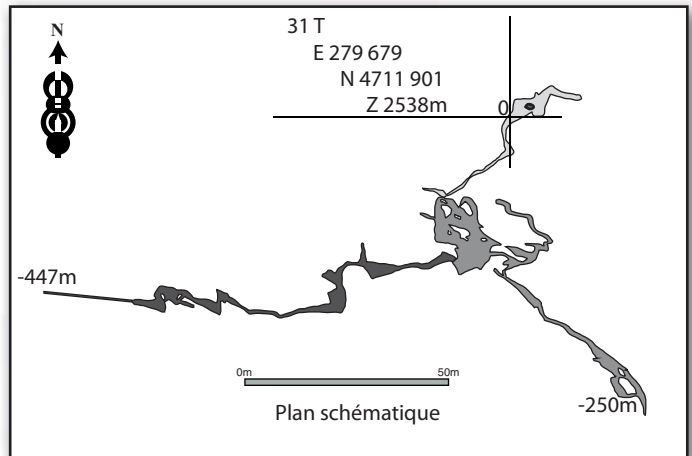 N
31 T
E 279 679
N 4711 901
Z 2538m
0
-447m
0m 50m
Plan schématique
-250m